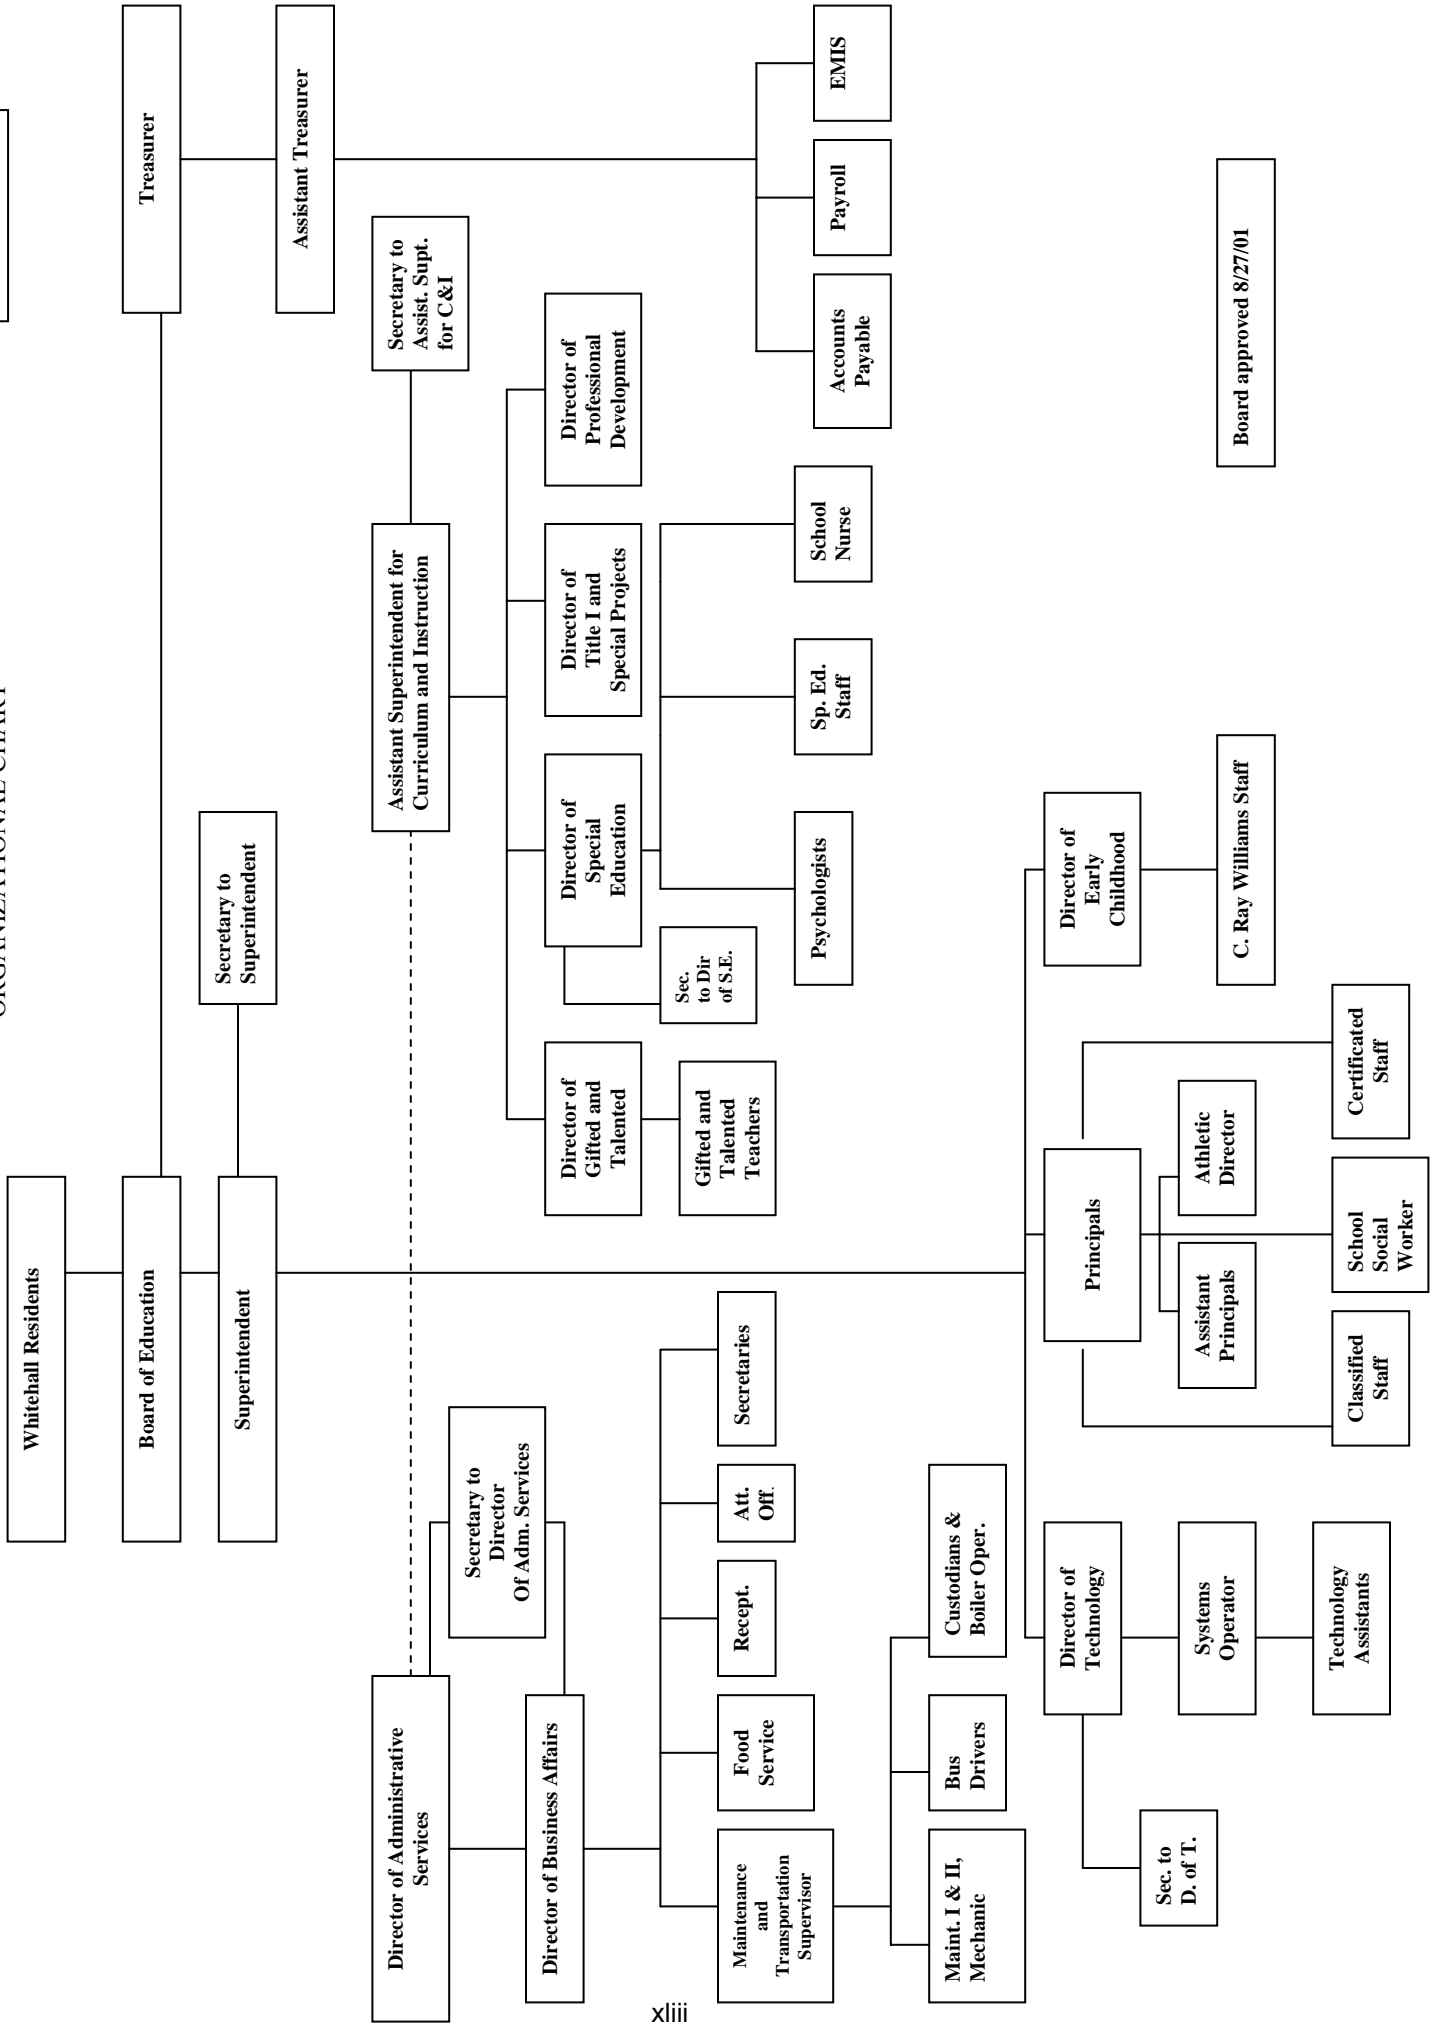 ORGANIZATIONAL CHART
Whitehall Residents
Board of Education
Treasurer
Superintendent
Secretary to
Superintendent
Assistant Treasurer
Director of Administrative
Services
Assistant Superintendent for
Curriculum and Instruction
Secretary to
Assist. Supt.
for C&I
Secretary to
Director
Of Adm. Services
Director of Business Affairs
Director of
Gifted and
Talented
Director of
Special
Education
Director of
Title I and
Special Projects
Director of
Professional
Development
Gifted and
Talented
Teachers
Sec.
to Dir
of S.E.
Maintenance
and
Transportation
Supervisor
Food
Service
Recept.
Att.
Off.
Secretaries
Psychologists
Sp. Ed.
Staff
School
Nurse
Accounts
Payable
Payroll
EMIS
Maint. I & II,
Mechanic
Bus
Drivers
Custodians &
Boiler Oper.
Director of
Technology
Principals
Director of
Early
Childhood
Sec. to
D. of T.
Systems
Operator
Assistant
Principals
Athletic
Director
C. Ray Williams Staff
Board approved 8/27/01
Technology
Assistants
Classified
Staff
School
Social
Worker
Certificated
Staff
xliii